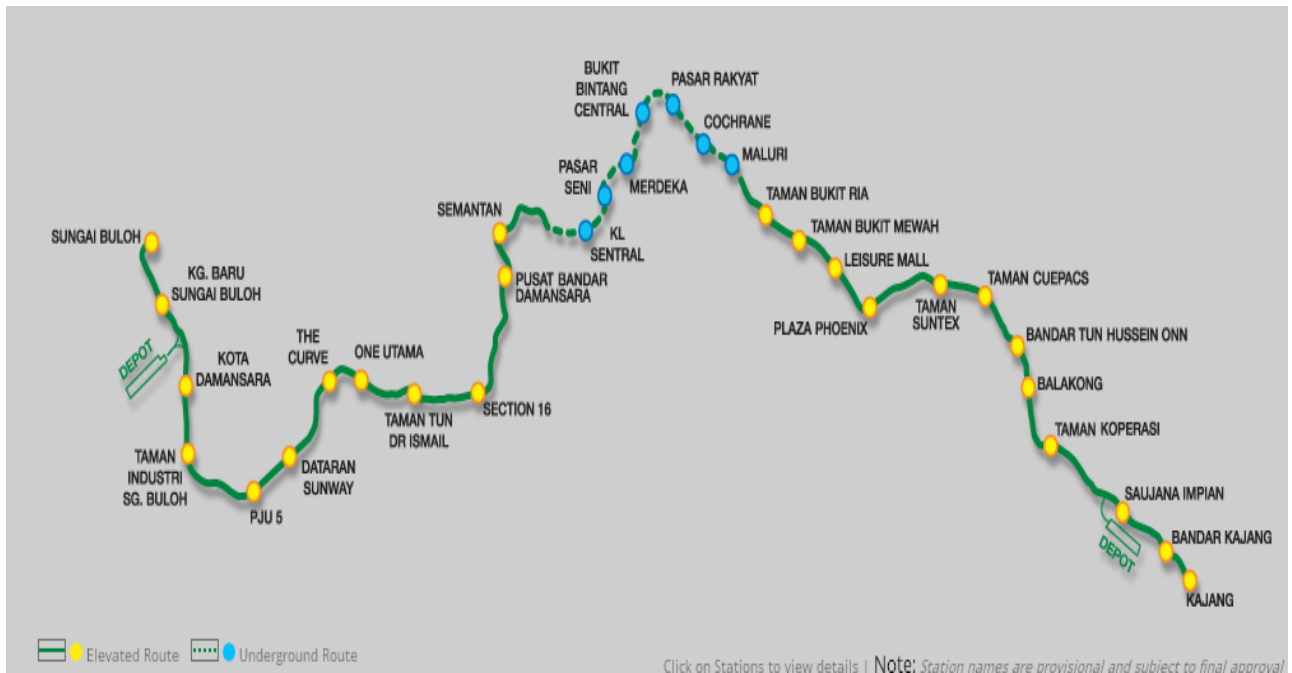 SUNGAI BULOH
KG. BARU
SUNGAI BULOH
DEPOT
KOTA
DAMANSARA
TAMAN
INDUSTRI
SG. BULOH
PJU 5
DATARAN
SUNWAY
THE
CURVE
ONE UTAMA
TAMAN TUN
DR ISMAIL
SECTION 16
PUSAT BANDAR
DAMANSARA
SEMANTAN
KL
SENTRAL
PASAR
SENI
MERDEKA
BUKIT
BINTANG
CENTRAL
PASAR RAKYAT
COCHRANE
MALURI
TAMAN BUKIT RIA
TAMAN BUKIT MEWAH
LEISURE MALL
PLAZA PHOENIX
TAMAN
SUNTEX
TAMAN CUEPACS
BANDAR TUN HUSSEIN ONN
BALAKONG
TAMAN KOPERASI
SAUJANA IMPIAN
DEPOT
BANDAR KAJANG
KAJANG
Elevated Route
Underground Route
Click on Stations to view details | Note: Station names are provisional and subject to final approval